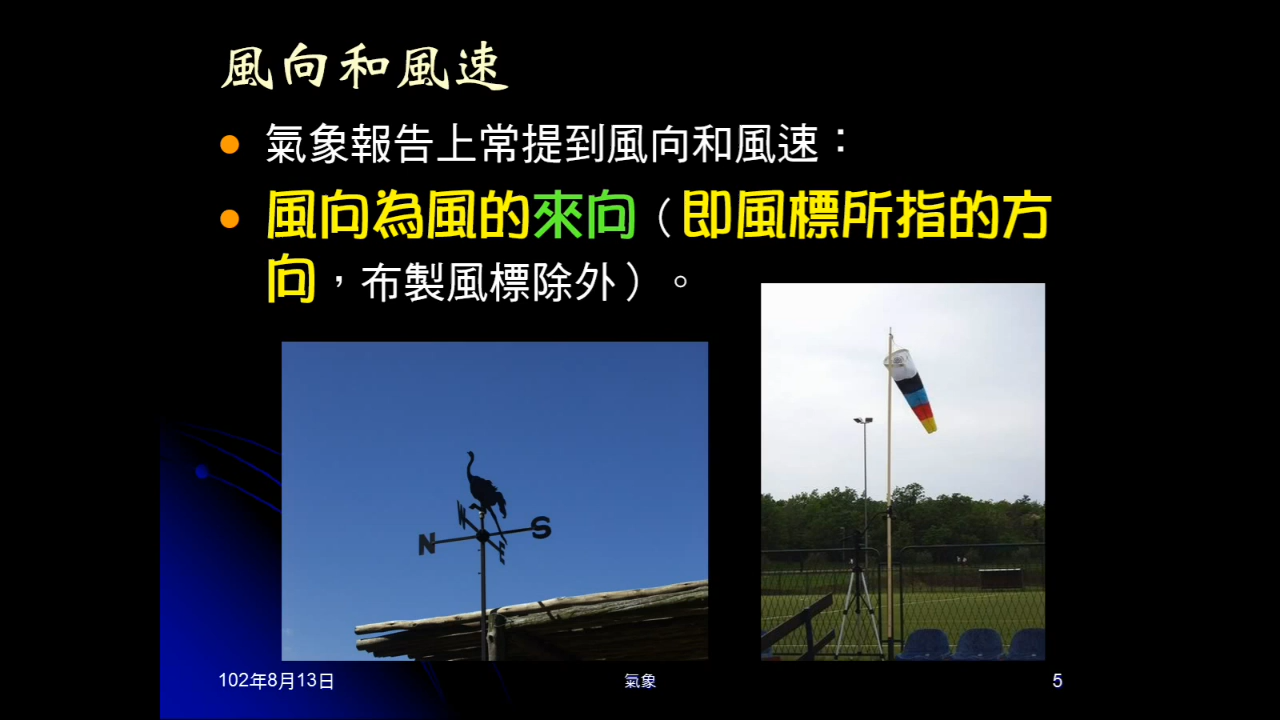 風向和風速
氣象報告上常提到風向和風速：
風向為風的來向（即風標所指的方
向，布製風標除外）。
N
W
S
E
102年8月13日
氣象
5